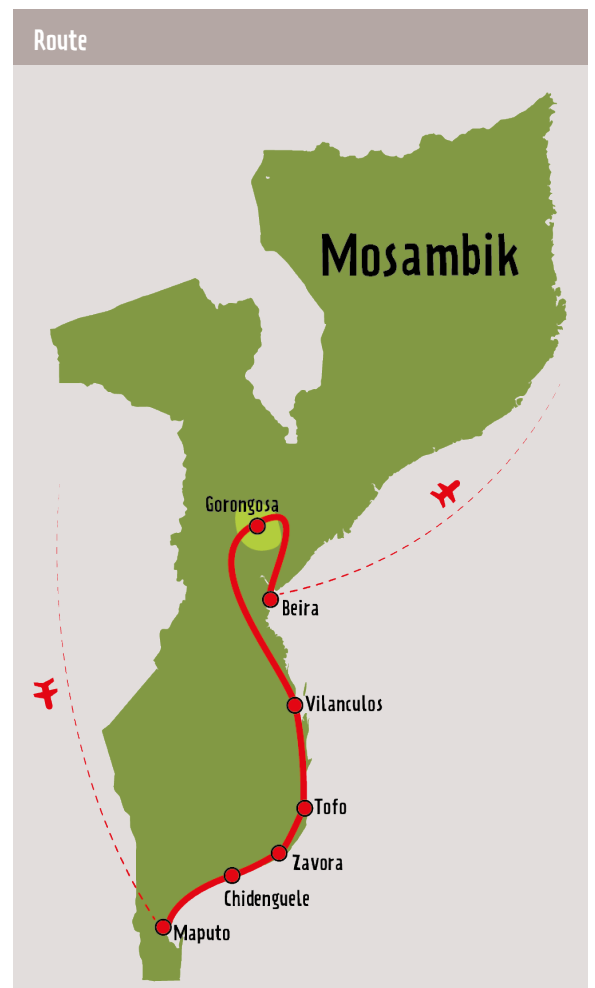 Route
Mosambik
Gorongosa
Beira
Vilanculos
Tofo
Zavora
Chidenguele
Maputo